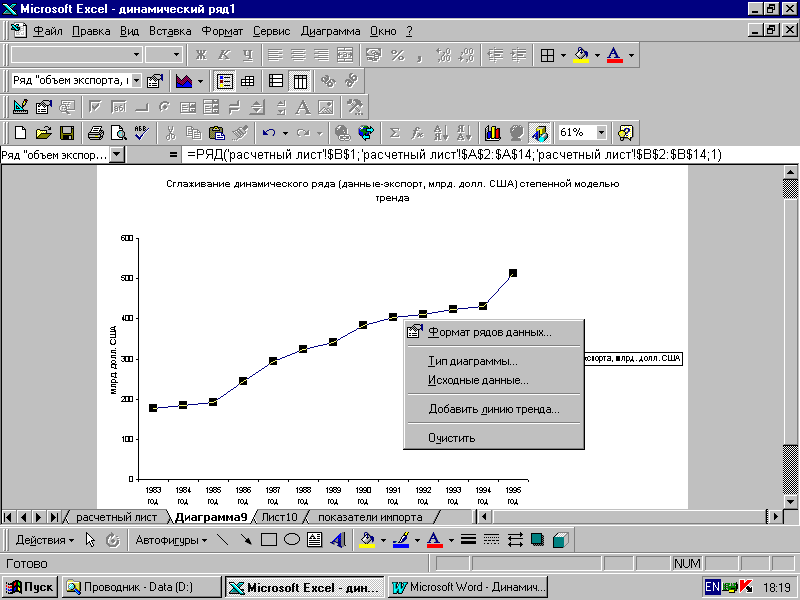 Microsoft Excel - динамический ряд1
Файл Правка Вид Вставка Формат Сервис Диаграмма Окно ?
Ж К Ч % ,
Ряд "объем экспорта, 
61%
Ряд "объем экспор... = =РЯД('расчетный лист'!$B$1;'расчетный лист'!$A$2:$A$14;'расчетный лист'!$B$2:$B$14;1)
Сглаживание динамического ряда (данные-экспорт, млрд. долл. США) степенной моделью
тренда
600
500
400
300
200
100
0
млрд. долл. США
1983 1984 1985 1986 1987 1988 1989 1990 1991 1992 1993 1994 1995
год год год год год год год год год год год год год
Формат рядов данных...
Тип диаграммы...
Исходные данные...
Добавить линию тренда...
Очистить
кспорта, млрд. долл. США
расчетный лист Диаграмма9 Лист10 показатели импорта
Действия Автофигуры
Готово NUM
Пуск Проводник - Data (D:) Microsoft Excel - дин... Microsoft Word - Динамич... EN 18:19